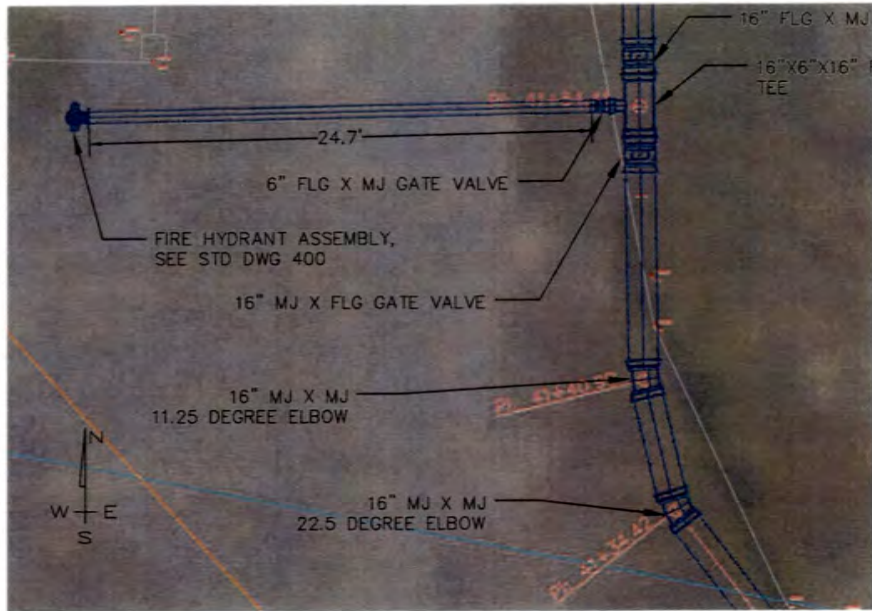 16" FLG X MJ
16"X6"X16"
TEE
24.7'
6" FLG X MJ GATE VALVE
FIRE HYDRANT ASSEMBLY,
SEE STD DWG 400
16" MJ X FLG GATE VALVE
16" MJ X MJ
11.25 DEGREE ELBOW
N
W E
S
16" MJ X MJ
22.5 DEGREE ELBOW